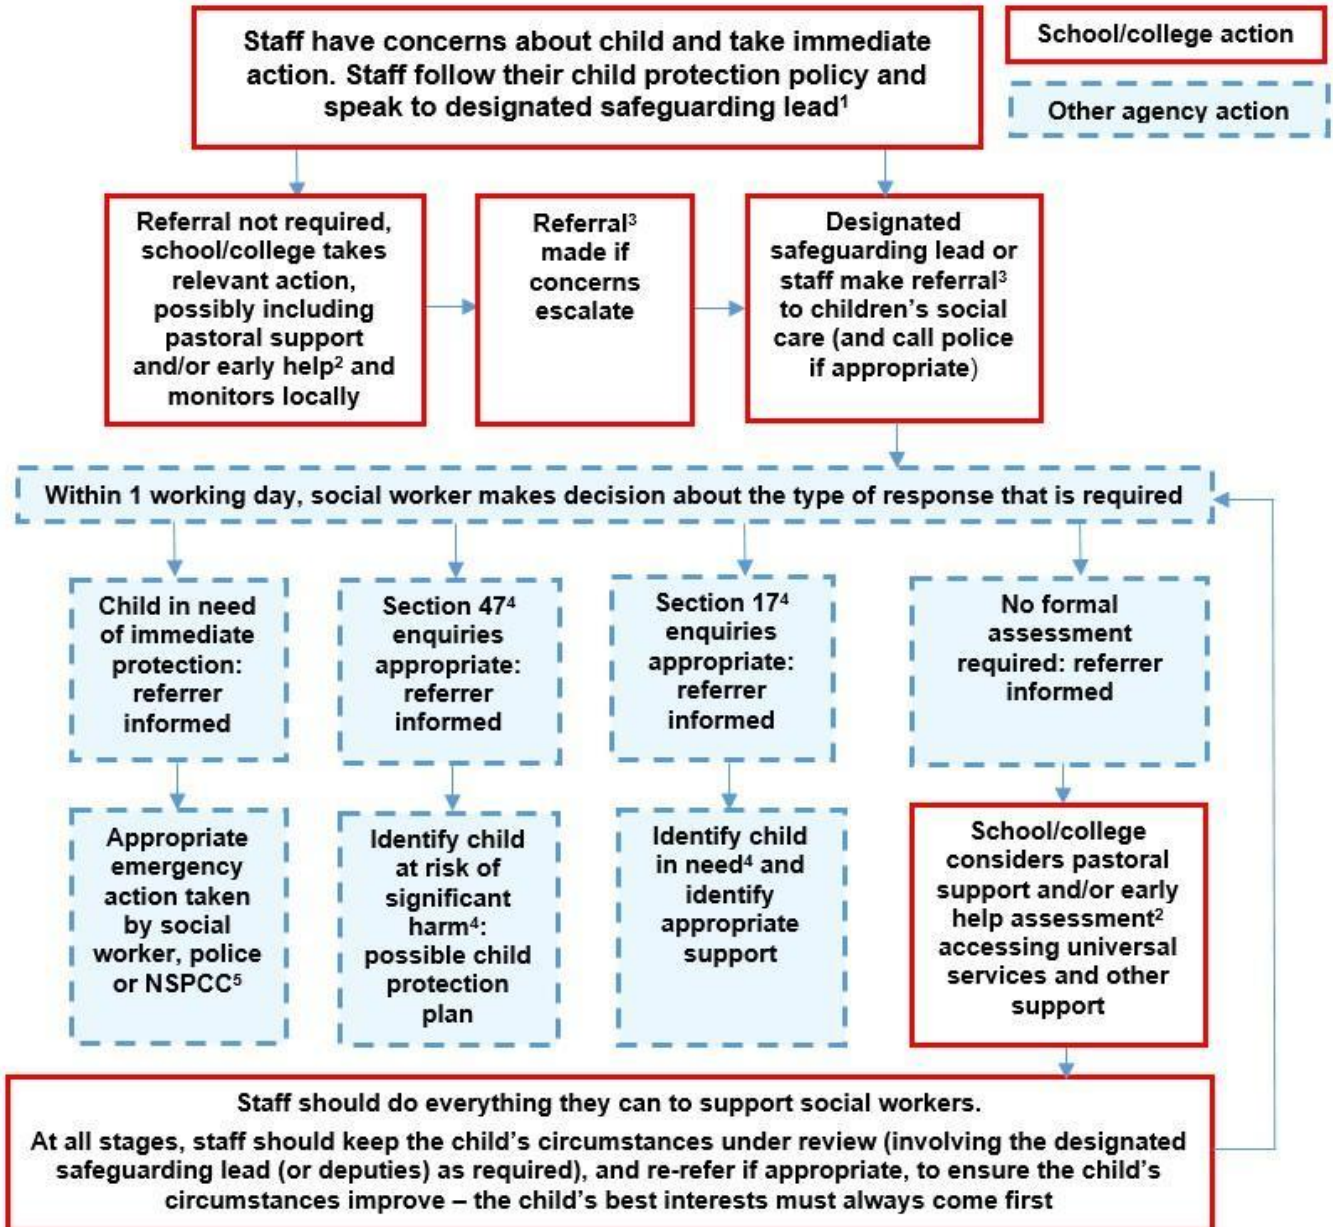 Staff have concerns about child and take immediate
action. Staff follow their child protection policy and
speak to designated safeguarding lead¹
School/college action
Other agency action
Referral not required,
school/college takes
relevant action,
possibly including
pastoral support
and/or early help² and
monitors locally
Referral³
made if
concerns
escalate
Designated
safeguarding lead or
staff make referral³
to children's social
care (and call police
if appropriate)
Within 1 working day, social worker makes decision about the type of response that is required
Child in need
of immediate
protection:
referrer
informed
Section 47⁴
enquiries
appropriate:
referrer
informed
Section 17⁴
enquiries
appropriate:
referrer
informed
No formal
assessment
required: referrer
informed
Appropriate
emergency
action taken
by social
worker, police
or NSPCC⁵
Identify child
at risk of
significant
harm⁴:
possible child
protection
plan
Identify child
in need⁴ and
identify
appropriate
support
School/college
considers pastoral
support and/or early
help assessment²
accessing universal
services and other
support
Staff should do everything they can to support social workers.
At all stages, staff should keep the child's circumstances under review (involving the designated
safeguarding lead (or deputies) as required), and re-refer if appropriate, to ensure the child's
circumstances improve – the child's best interests must always come first